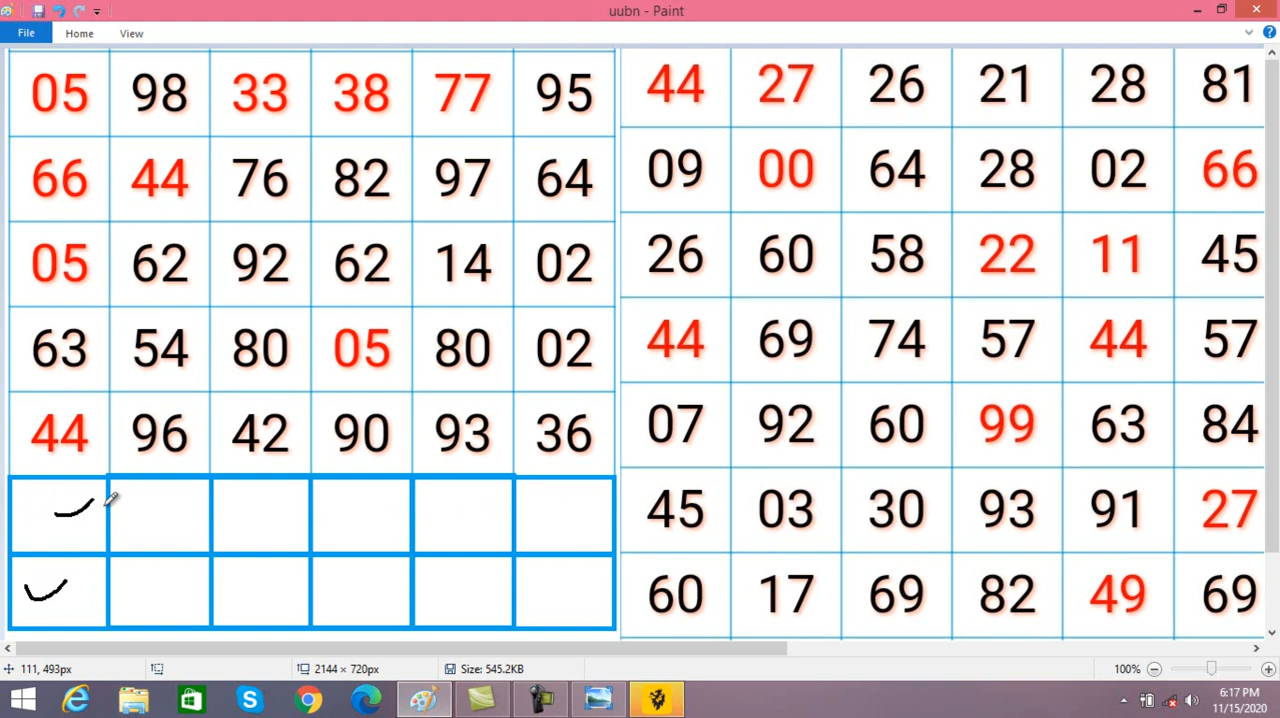 uubn - Paint
File Home View
05 98 33 38 77 95
66 44 76 82 97 64
05 62 92 62 14 02
63 54 80 05 80 02
44 96 42 90 93 36
44 27 26 21 28 81
09 00 64 28 02 66
26 60 58 22 11 45
44 69 74 57 44 57
07 92 60 99 63 84
45 03 30 93 91 27
60 17 69 82 49 69
111, 493px 2144 × 720px Size: 545.2KB 100%
6:17 PM
11/15/2020